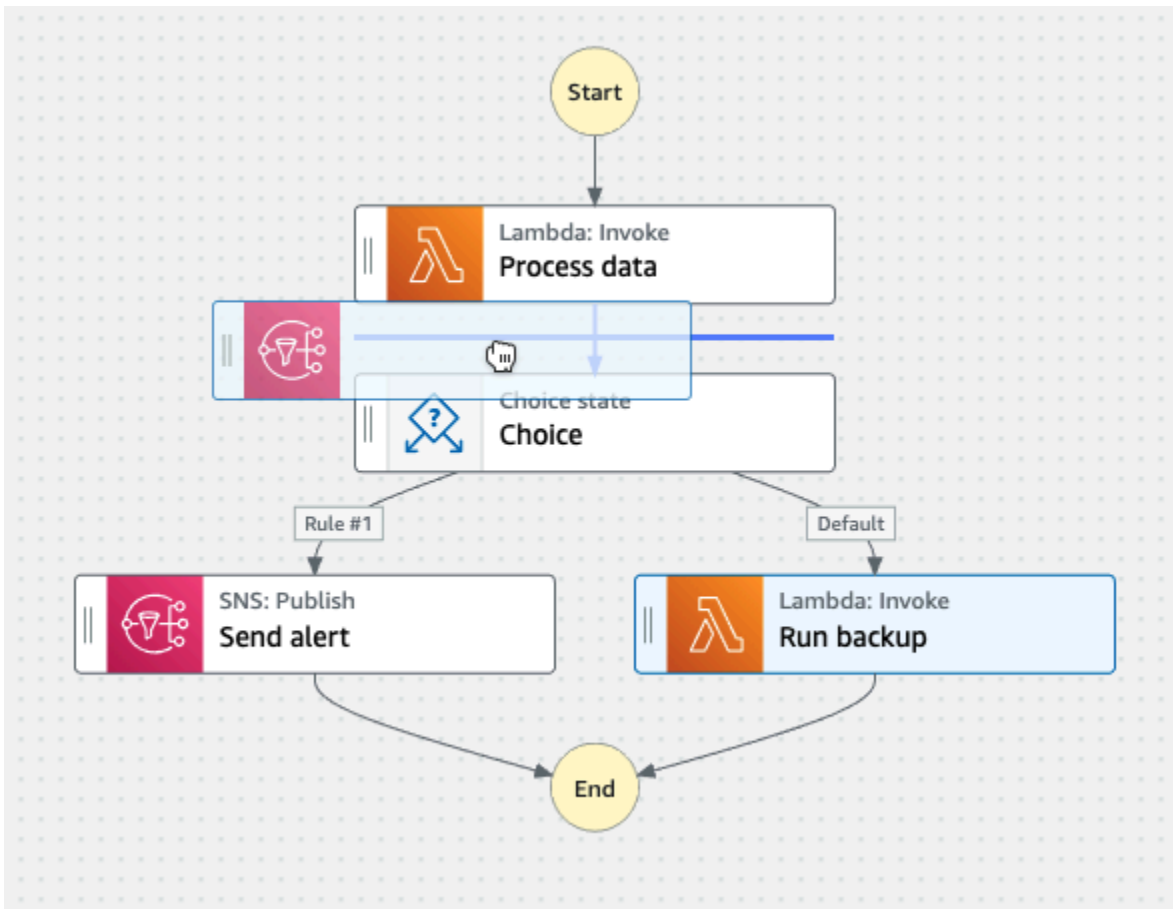 Start
Lambda: Invoke
Process data
Choice state
?
Choice
Rule #1
Default
SNS: Publish
Send alert
Lambda: Invoke
Run backup
End